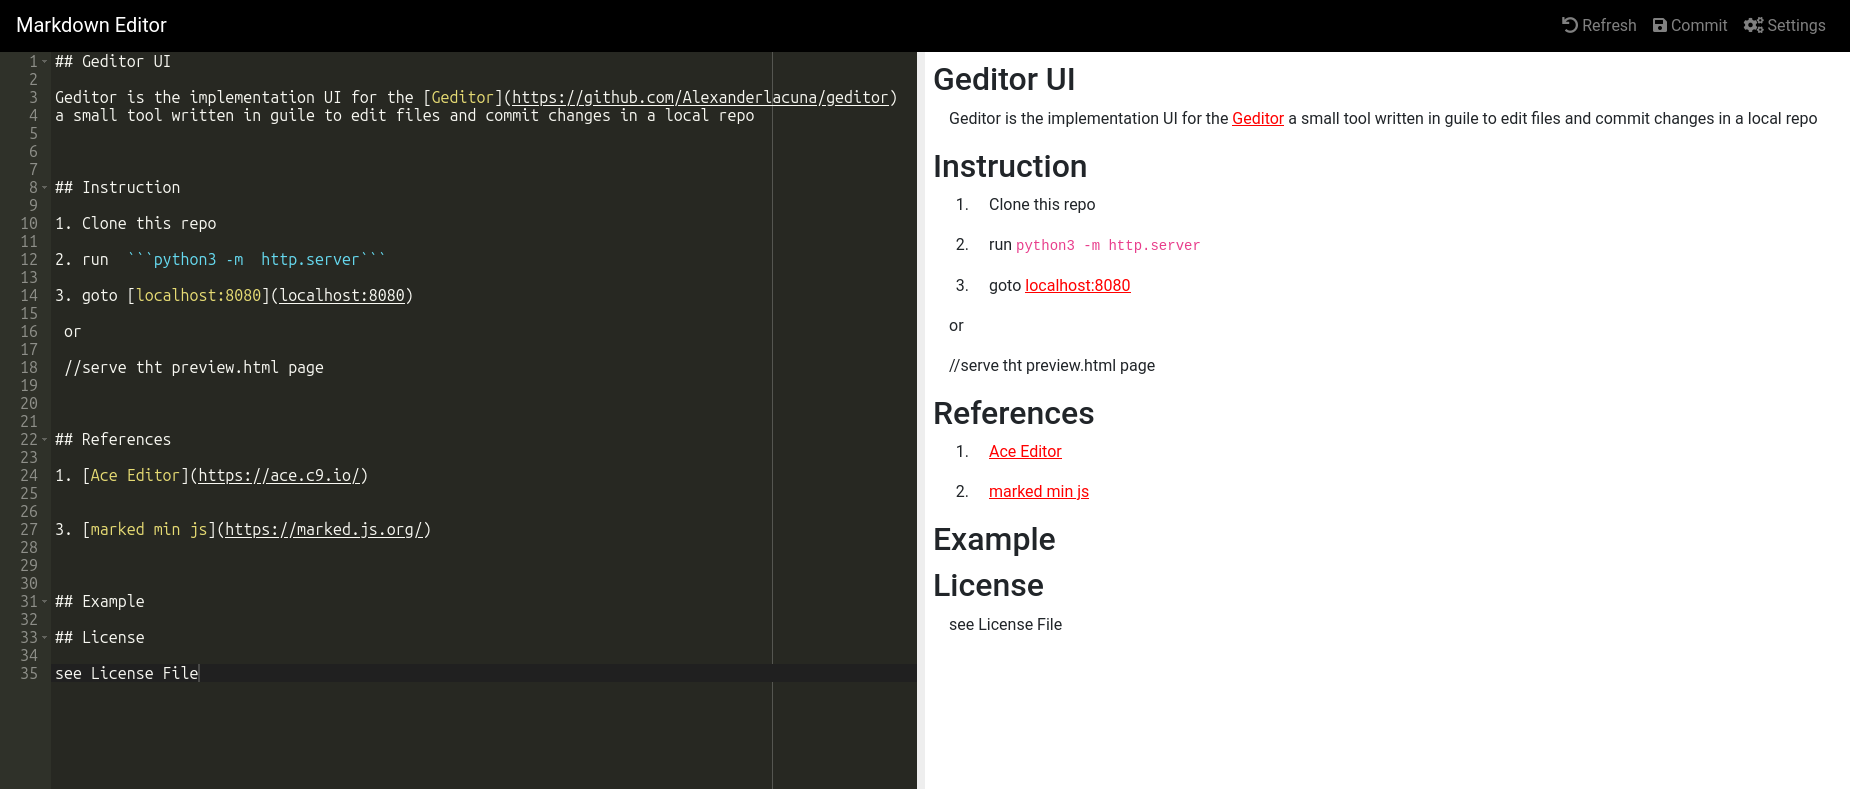 Markdown Editor
Refresh Commit Settings
1 ## Geditor UI
2
3 Geditor is the implementation UI for the [Geditor](https://github.com/Alexanderlacuna/geditor)
4 a small tool written in guile to edit files and commit changes in a local repo
5
6
7
8 ## Instruction
9
10 1. Clone this repo
11
12 2. run  ```python3 -m  http.server```
13
14 3. goto [localhost:8080](localhost:8080)
15
16  or
17
18  //serve tht preview.html page
19
20
21
22 ## References
23
24 1. [Ace Editor](https://ace.c9.io/)
25
26
27 3. [marked min js](https://marked.js.org/)
28
29
30
31 ## Example
32
33 ## License
34
35 see License File
Geditor UI
Geditor is the implementation UI for the Geditor a small tool written in guile to edit files and commit changes in a local repo
Instruction
1. Clone this repo
2. run python3 -m http.server
3. goto localhost:8080
or
//serve tht preview.html page
References
1. Ace Editor
2. marked min js
Example
License
see License File